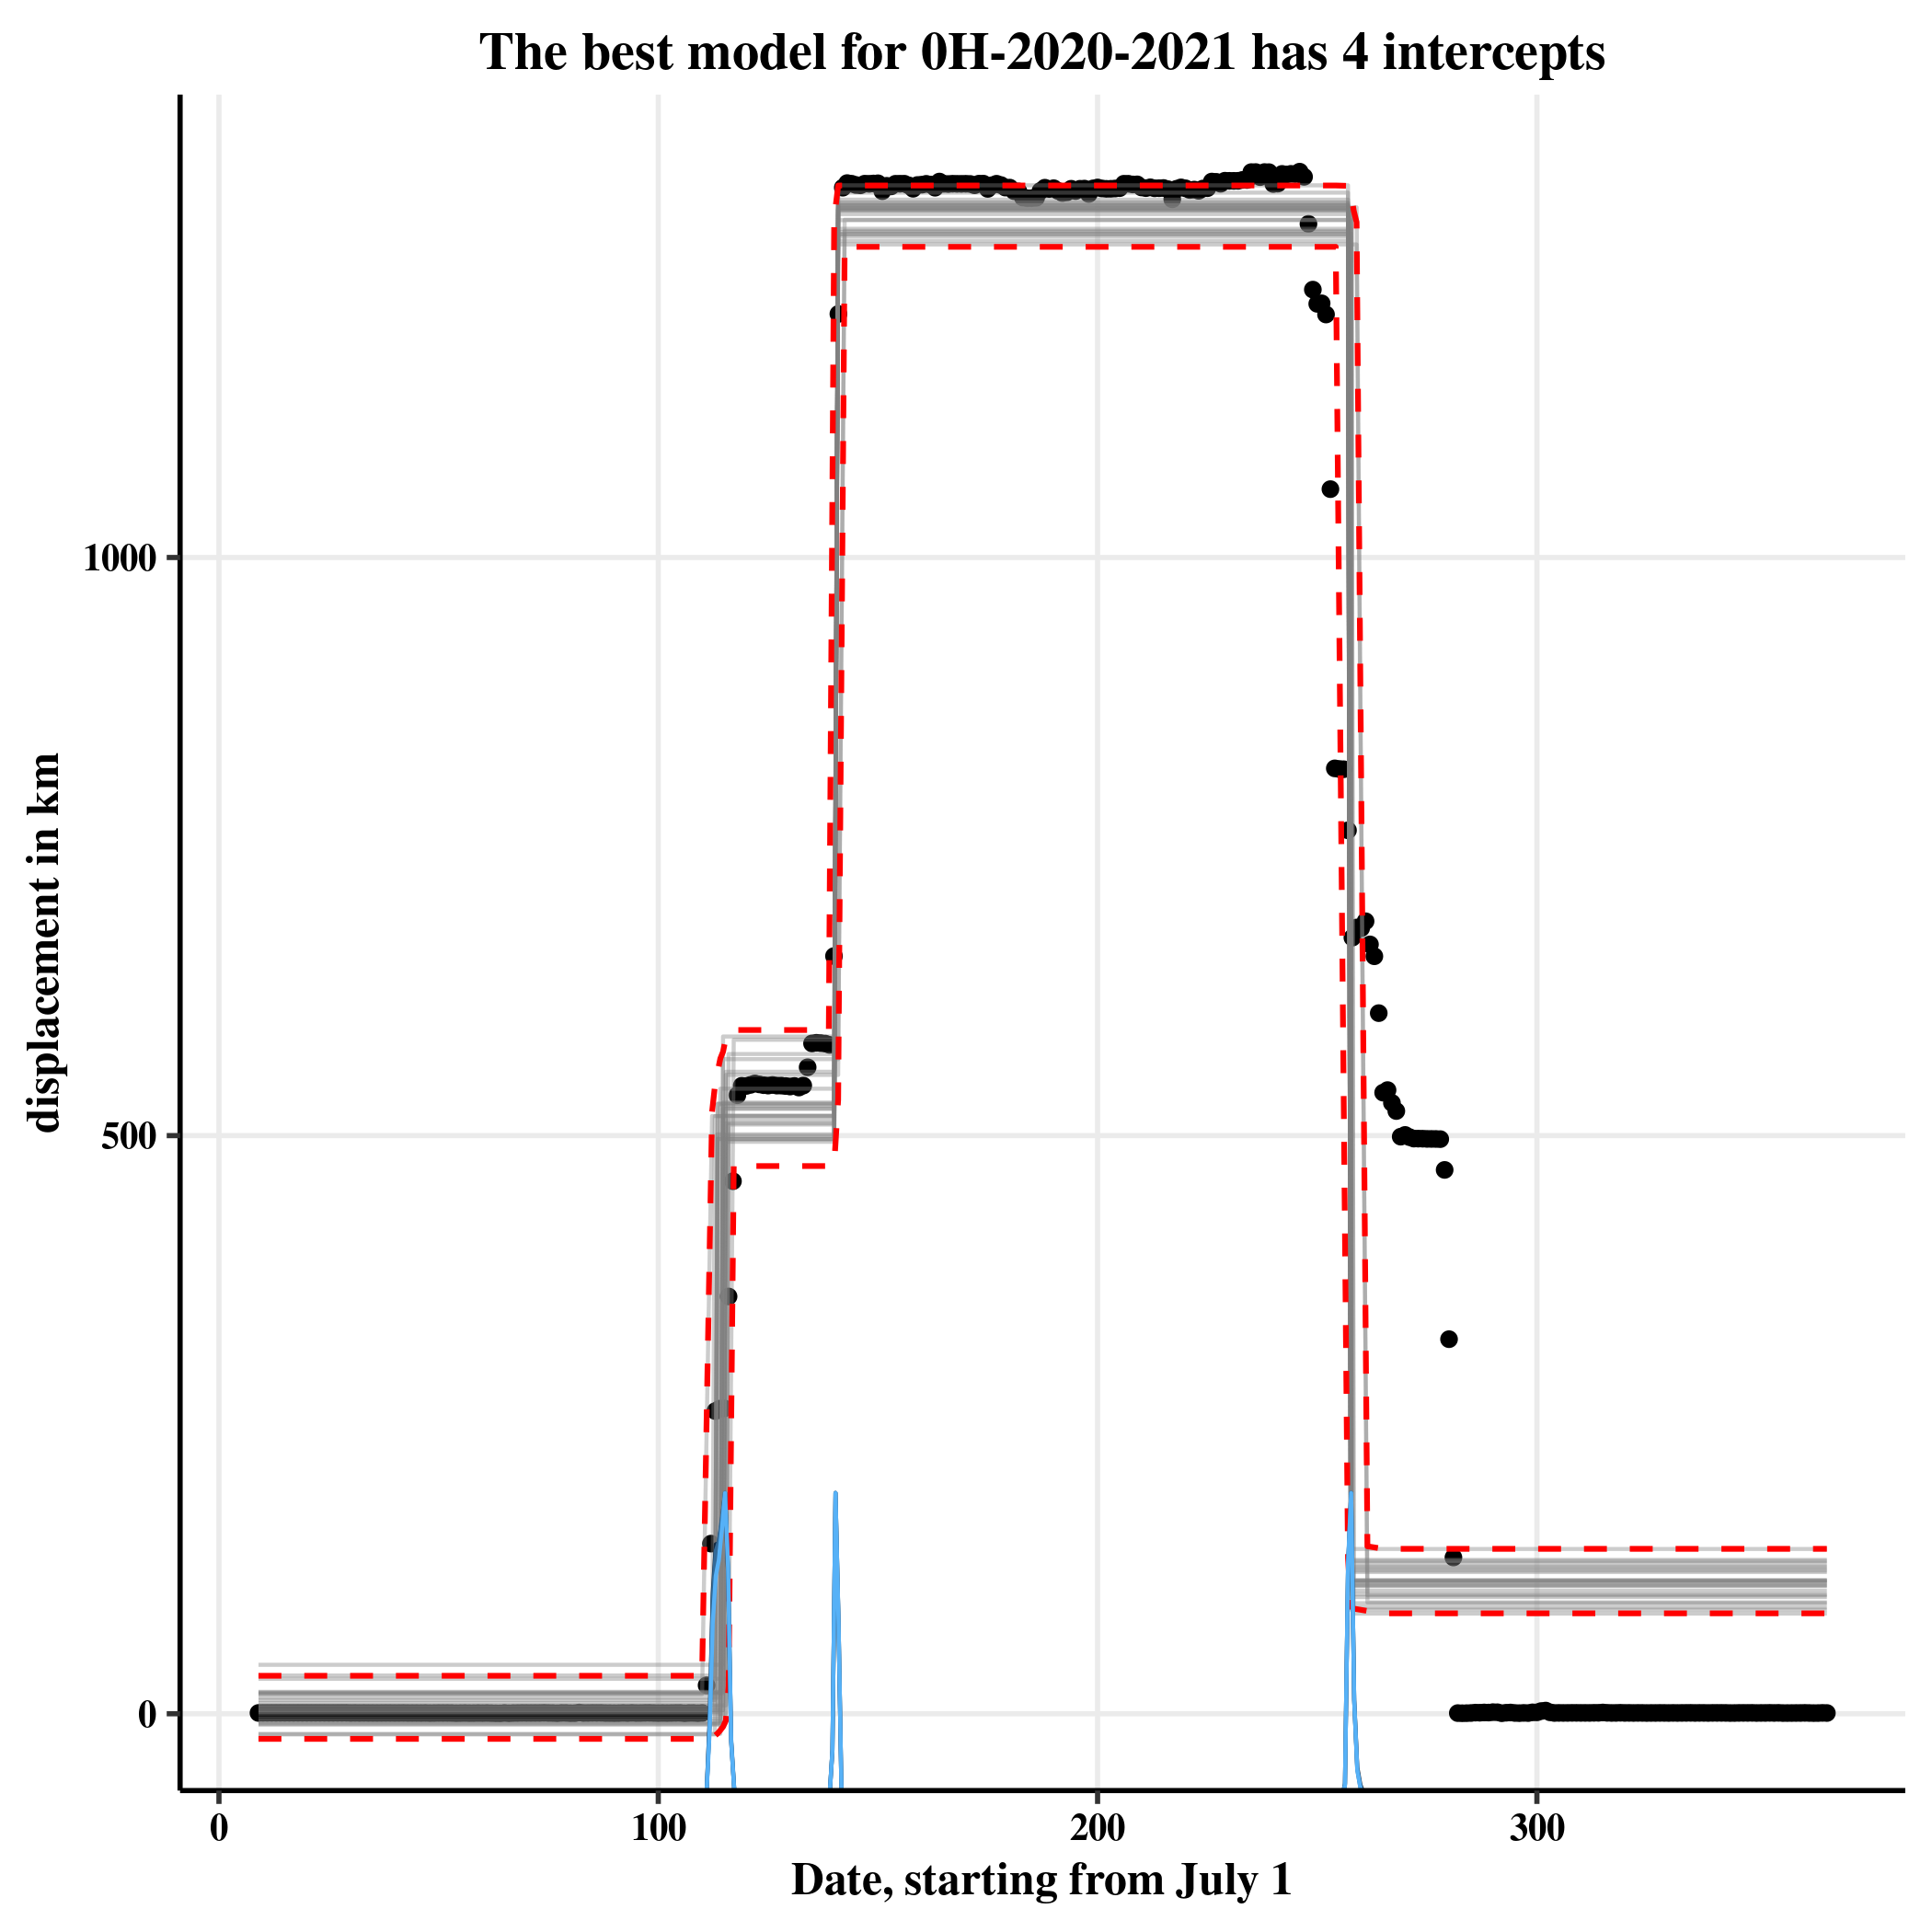 The best model for 0H-2020-2021 has 4 intercepts
displacement in km
1000
500
0
0 100 200 300
Date, starting from July 1